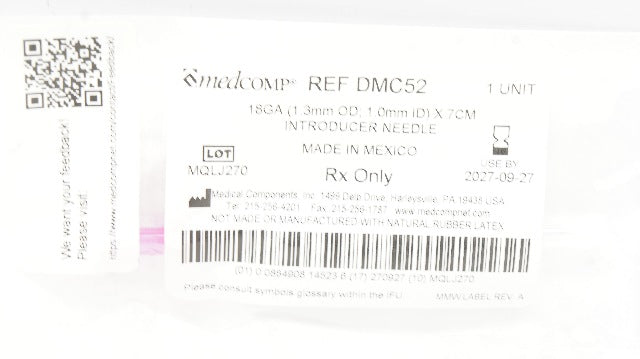 medcomp® REF DMC52 1 UNIT
18GA (1.3mm OD, 1.0mm ID) X 7CM
INTRODUCER NEEDLE
LOT
MQLJ270
MADE IN MEXICO
Rx Only
USE BY
2027-09-27
Medical Components, Inc. 1499 Delp Drive, Harleysville, PA 19438 USA
Tel: 215-256-4201 Fax: 215-256-1787 www.medcompnet.com
NOT MADE OR MANUFACTURED WITH NATURAL RUBBER LATEX
(01) 0 0884908 14523 8 (17) 270927 (10) MQLJ270
please consult symbols glossary within the IFU. MMW LABEL REV. A
We want your feedback!
Please visit: